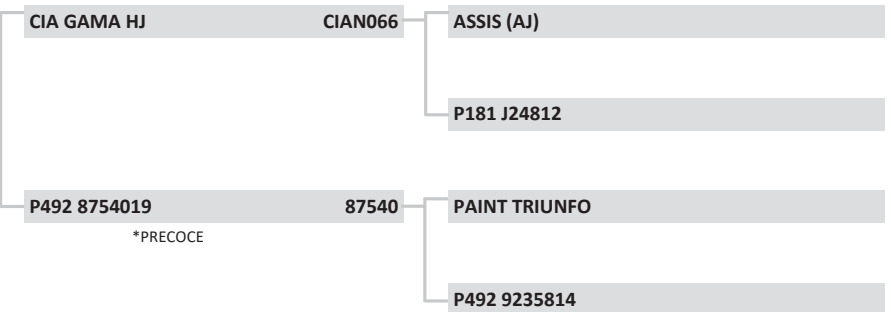 CIA GAMA HJ CIAN066
ASSIS (AJ)
P181 J24812
P492 8754019 87540
*PRECOCE
PAINT TRIUNFO
P492 9235814